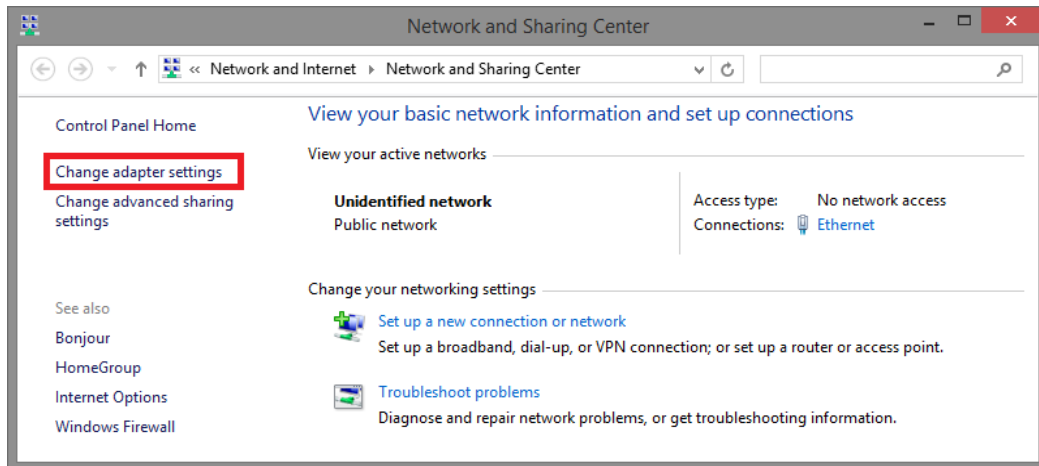 Network and Sharing Center
« Network and Internet Network and Sharing Center
Control Panel Home
Change adapter settings
Change advanced sharing
settings
See also
Bonjour
HomeGroup
Internet Options
Windows Firewall
View your basic network information and set up connections
View your active networks
Unidentified network
Public network
Access type: No network access
Connections: Ethernet
Change your networking settings
Set up a new connection or network
Set up a broadband, dial-up, or VPN connection; or set up a router or access point.
Troubleshoot problems
Diagnose and repair network problems, or get troubleshooting information.